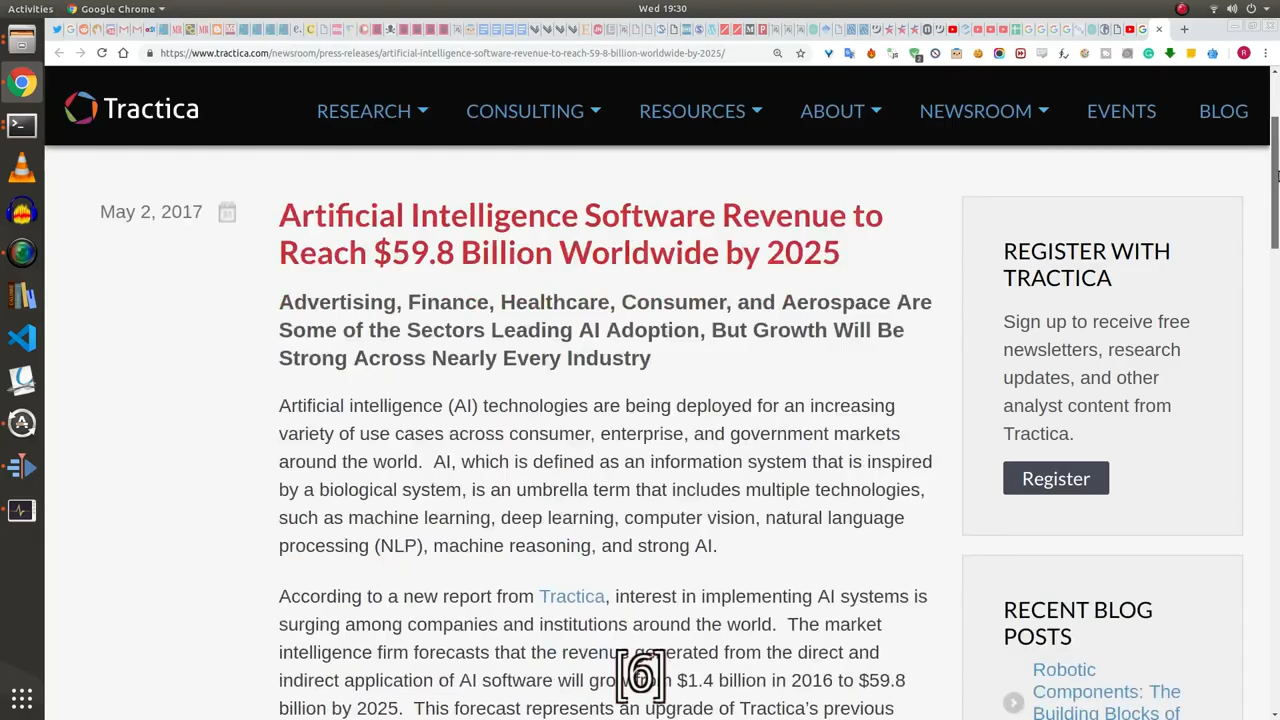 Activities
Google Chrome
Wed 19:30
https://www.tractica.com/newsroom/press-releases/artificial-intelligence-software-revenue-to-reach-59-8-billion-worldwide-by-2025/
Tractica
RESEARCH
CONSULTING
RESOURCES
ABOUT
NEWSROOM
EVENTS
BLOG
May 2, 2017
Artificial Intelligence Software Revenue to
Reach $59.8 Billion Worldwide by 2025
Advertising, Finance, Healthcare, Consumer, and Aerospace Are
Some of the Sectors Leading AI Adoption, But Growth Will Be
Strong Across Nearly Every Industry
Artificial intelligence (AI) technologies are being deployed for an increasing
variety of use cases across consumer, enterprise, and government markets
around the world.  AI, which is defined as an information system that is inspired
by a biological system, is an umbrella term that includes multiple technologies,
such as machine learning, deep learning, computer vision, natural language
processing (NLP), machine reasoning, and strong AI.
According to a new report from Tractica, interest in implementing AI systems is
surging among companies and institutions around the world.  The market
intelligence firm forecasts that the revenue generated from the direct and
indirect application of AI software will grow from $1.4 billion in 2016 to $59.8
billion by 2025.  This forecast represents an upgrade of Tractica's previous
[6]
REGISTER WITH
TRACTICA
Sign up to receive free
newsletters, research
updates, and other
analyst content from
Tractica.
Register
RECENT BLOG
POSTS
Robotic
Components: The
Building Blocks of